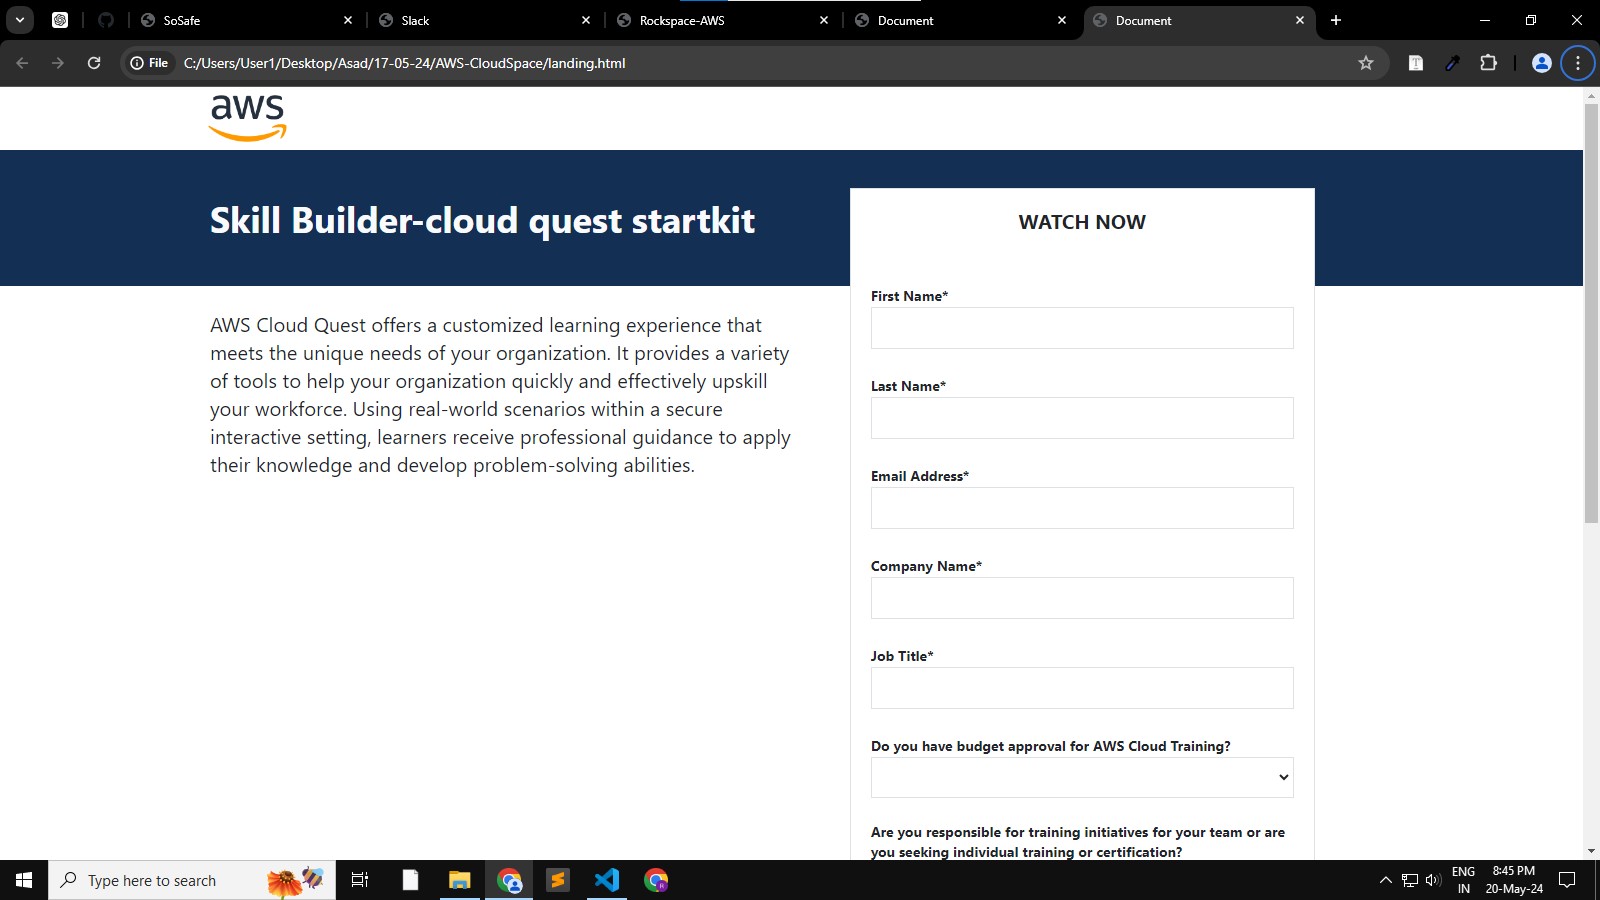 SoSafe
Slack
Rockspace-AWS
Document
Document
File
C:/Users/User1/Desktop/Asad/17-05-24/AWS-CloudSpace/landing.html
aws
Skill Builder-cloud quest startkit
AWS Cloud Quest offers a customized learning experience that
meets the unique needs of your organization. It provides a variety
of tools to help your organization quickly and effectively upskill
your workforce. Using real-world scenarios within a secure
interactive setting, learners receive professional guidance to apply
their knowledge and develop problem-solving abilities.
WATCH NOW
First Name*
Last Name*
Email Address*
Company Name*
Job Title*
Do you have budget approval for AWS Cloud Training?
Are you responsible for training initiatives for your team or are
you seeking individual training or certification?
Type here to search
ENG
IN
8:45 PM
20-May-24